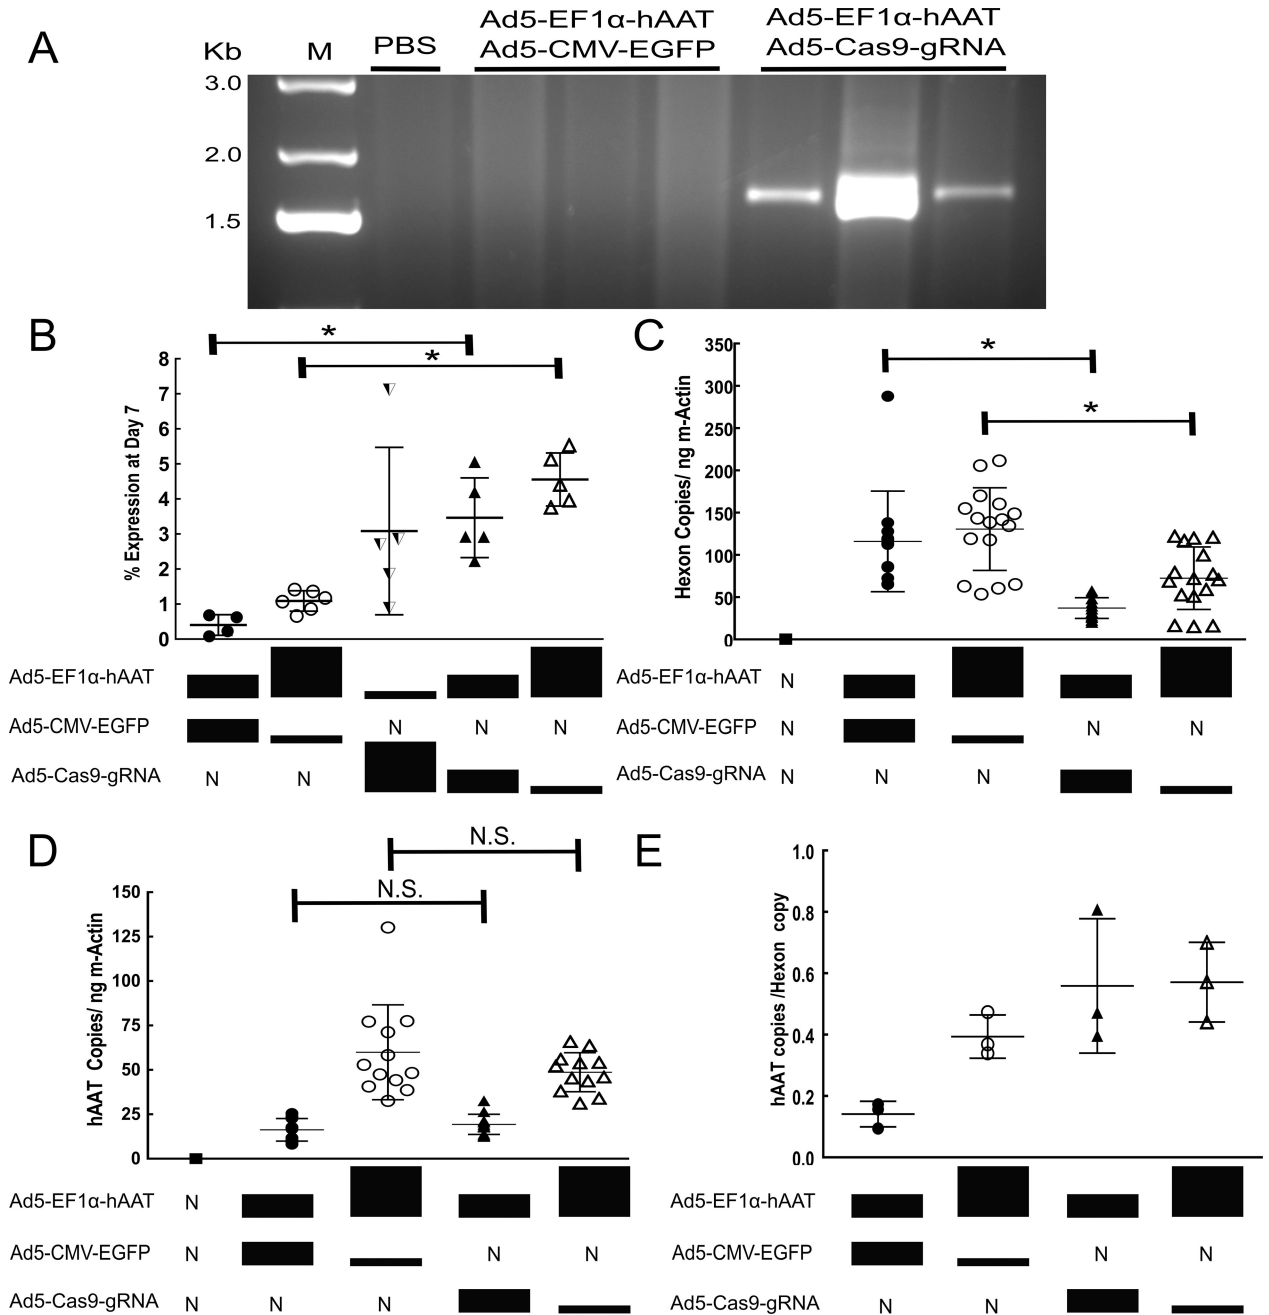 A
Kb
M
PBS
Ad5-EF1α-hAAT
Ad5-CMV-EGFP
Ad5-EF1α-hAAT
Ad5-Cas9-gRNA
3.0
2.0
1.5
B
*
*
% Expression at Day 7
8
7
6
5
4
3
2
1
0
Ad5-EF1α-hAAT
Ad5-CMV-EGFP N N N
Ad5-Cas9-gRNA N N
C
*
*
Hexon Copies/ ng m-Actin
350
300
250
200
150
100
50
0
Ad5-EF1α-hAAT N
Ad5-CMV-EGFP N N N
Ad5-Cas9-gRNA N N N
D
N.S.
N.S.
hAAT Copies/ ng m-Actin
150
125
100
75
50
25
0
Ad5-EF1α-hAAT N
Ad5-CMV-EGFP N N N
Ad5-Cas9-gRNA N N N
E
hAAT copies /Hexon copy
1.0
0.8
0.6
0.4
0.2
0.0
Ad5-EF1α-hAAT
Ad5-CMV-EGFP N N
Ad5-Cas9-gRNA N N